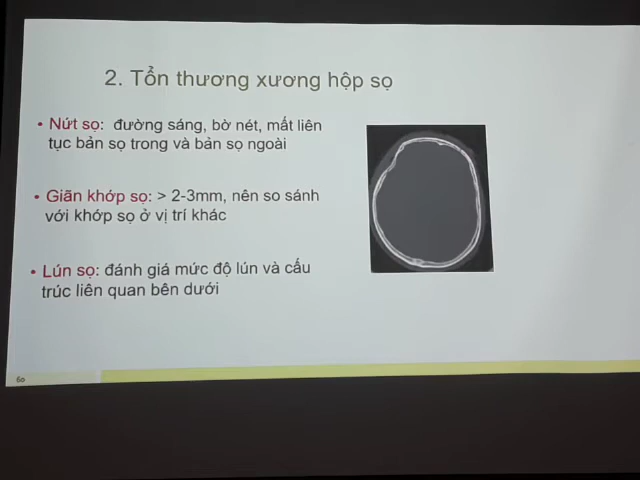 2. Tổn thương xương hộp sọ
• Nứt sọ: đường sáng, bờ nét, mất liên
tục bản sọ trong và bản sọ ngoài
• Giãn khớp sọ: > 2-3mm, nên so sánh
với khớp sọ ở vị trí khác
• Lún sọ: đánh giá mức độ lún và cấu
trúc liên quan bên dưới
60